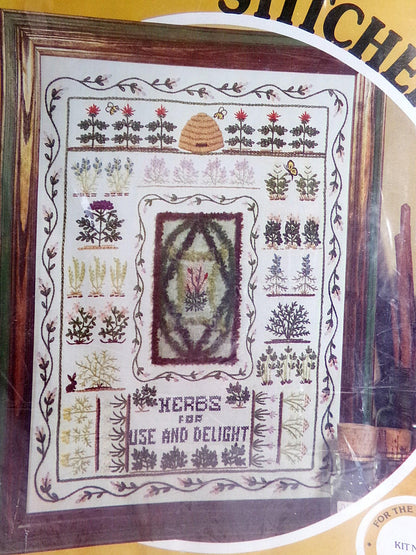 STITCHE
HERBS
FOR
USE AND DELIGHT
FOR THE
KIT N